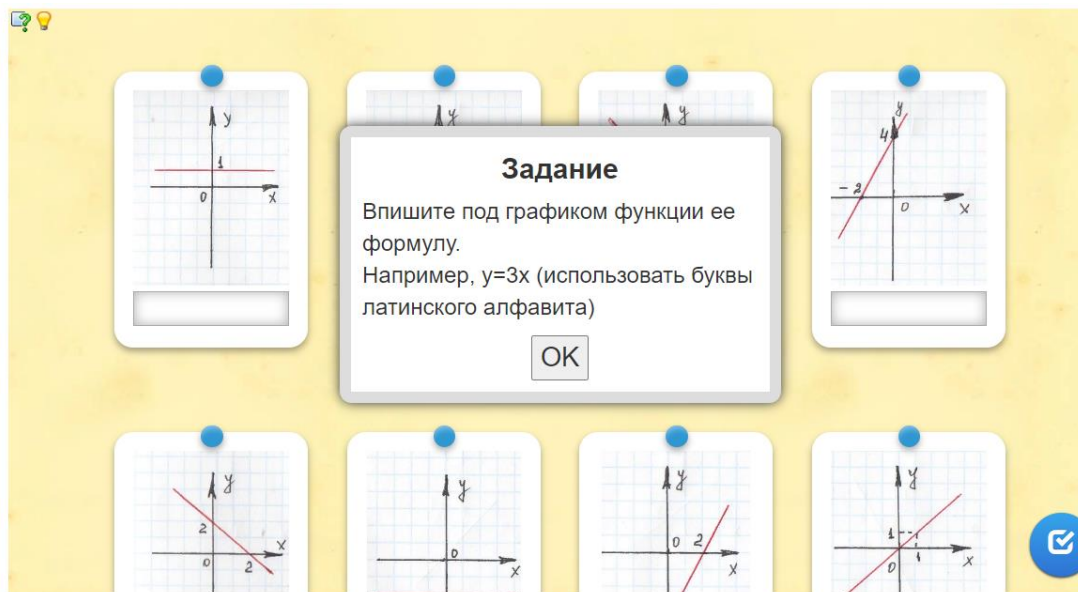 y
1
0
x
y
y
y
4
-2
0
x
Задание
Впишите под графиком функции ее
формулу.
Например, y=3x (использовать буквы
латинского алфавита)
OK
y
2
x
0
2
y
0
x
y
0
2
x
y
1
0
1
x